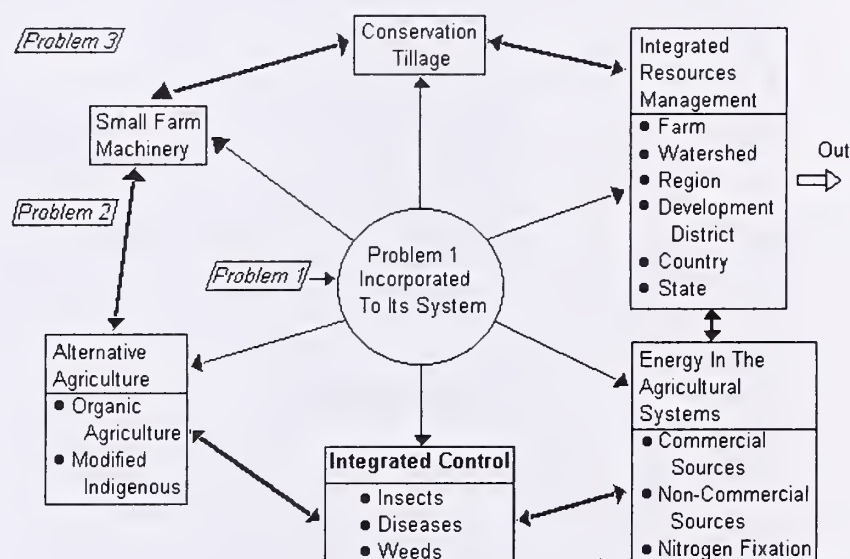 Problem 3
Conservation
Tillage
Integrated
Resources
Management
● Farm
● Watershed
● Region
● Development
District
● Country
● State
Out
Small Farm
Machinery
Problem 2
Problem 1
Problem 1
Incorporated
To Its System
Alternative
Agriculture
● Organic
Agriculture
● Modified
Indigenous
Integrated Control
● Insects
● Diseases
● Weeds
Energy In The
Agricultural
Systems
● Commercial
Sources
● Non-Commercial
Sources
● Nitrogen Fixation